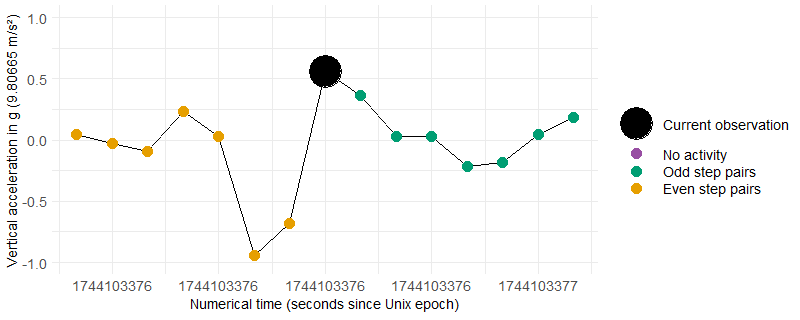 Vertical acceleration in g (9.80665 m/s²)
1.0
0.5
0.0
-0.5
-1.0
1744103376 1744103376 1744103376 1744103376 1744103377
Numerical time (seconds since Unix epoch)
Current observation
No activity
Odd step pairs
Even step pairs